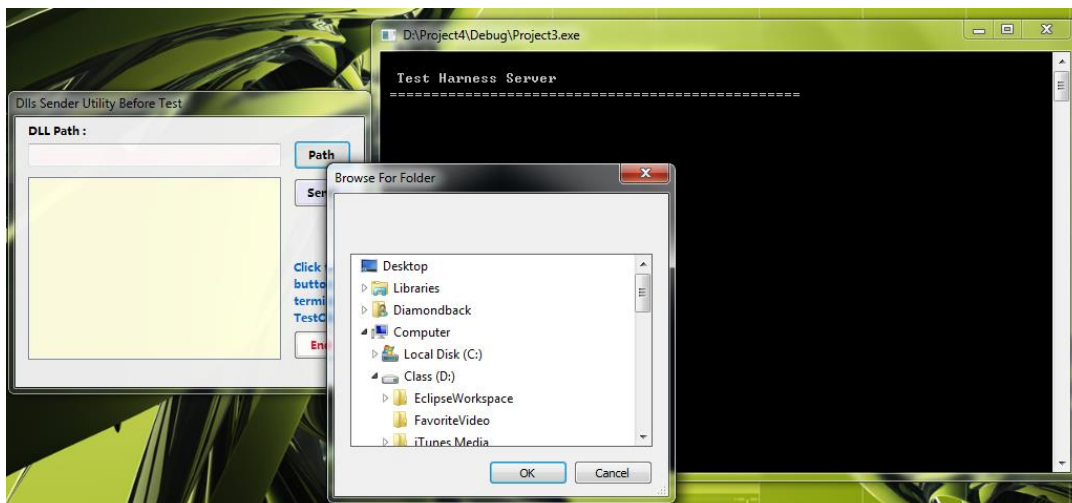 D:\Project4\Debug\Project3.exe
Test Harness Server
==================================================
Dlls Sender Utility Before Test
DLL Path :
Path
Browse For Folder
Desktop
Libraries
Diamondback
Computer
Local Disk (C:)
Class (D:)
EclipseWorkspace
FavoriteVideo
iTunes Media
OK
Cancel
Click